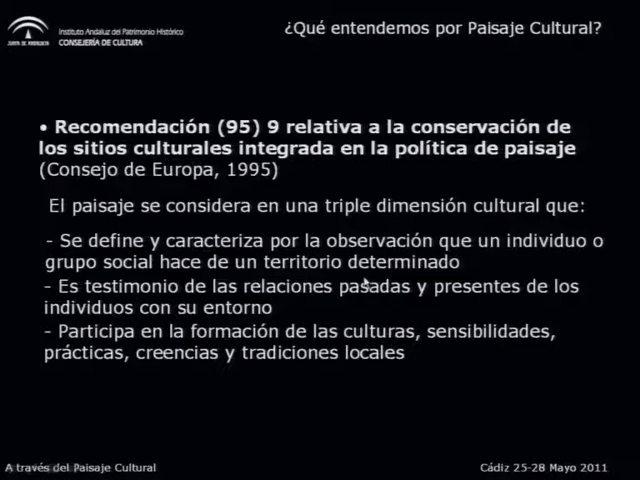 ¿Qué entendemos por Paisaje Cultural?
Instituto Andaluz del Patrimonio Histórico
JUNTA DE ANDALUCIA
CONSEJERÍA DE CULTURA
• Recomendación (95) 9 relativa a la conservación de
los sitios culturales integrada en la política de paisaje
(Consejo de Europa, 1995)
El paisaje se considera en una triple dimensión cultural que:
- Se define y caracteriza por la observación que un individuo o
grupo social hace de un territorio determinado
- Es testimonio de las relaciones pasadas y presentes de los
individuos con su entorno
- Participa en la formación de las culturas, sensibilidades,
prácticas, creencias y tradiciones locales
A través del Paisaje Cultural
Cádiz 25-28 Mayo 2011